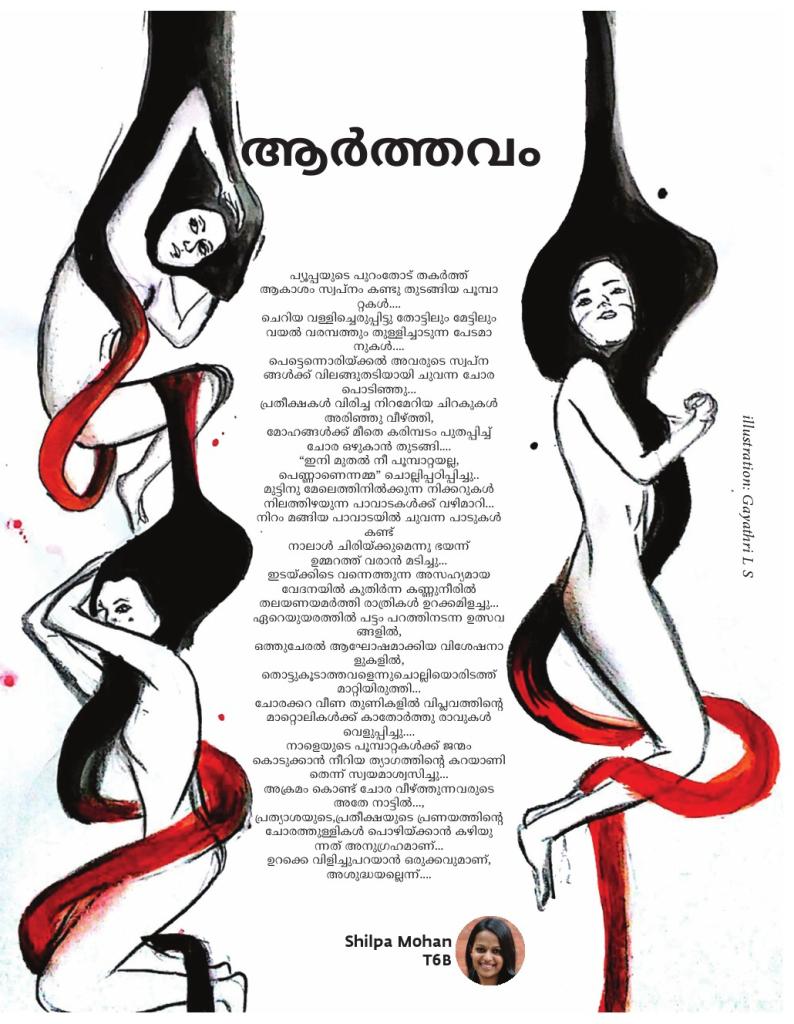 ആർത്തവം
പ്യൂപ്പയുടെ പുറംതോട് തകർത്ത്
ആകാശം സ്വപ്നം കണ്ടു തുടങ്ങിയ പൂമ്പാ
റ്റകൾ....
ചെറിയ വള്ളിച്ചെരുപ്പിട്ടു തോട്ടിലും മേട്ടിലും
വയൽ വരമ്പത്തും തുള്ളിച്ചാടുന്ന പേടമാ
നുകൾ....
പെട്ടെന്നൊരിയ്ക്കൽ അവരുടെ സ്വപ്ന
ങ്ങൾക്ക് വിലങ്ങുതടിയായി ചുവന്ന ചോര
പൊടിഞ്ഞു...
പ്രതീക്ഷകൾ വിരിച്ച നിറമേറിയ ചിറകുകൾ
അരിഞ്ഞു വീഴ്ത്തി,
മോഹങ്ങൾക്ക് മീതെ കരിമ്പടം പുതപ്പിച്ച്
ചോര ഒഴുകാൻ തുടങ്ങി....
“ഇനി മുതൽ നീ പൂമ്പാറ്റയല്ല,
പെണ്ണാണെന്നമ്മ” ചൊല്ലിപ്പഠിപ്പിച്ചു..
മുട്ടിനു മേലെത്തിനിൽക്കുന്ന നിക്കറുകൾ
നിലത്തിഴയുന്ന പാവാടകൾക്ക് വഴിമാറി...
നിറം മങ്ങിയ പാവാടയിൽ ചുവന്ന പാടുകൾ
കണ്ട്
നാലാൾ ചിരിയ്ക്കുമെന്നു ഭയന്ന്
ഉമ്മറത്ത് വരാൻ മടിച്ചു...
ഇടയ്ക്കിടെ വന്നെത്തുന്ന അസഹ്യമായ
വേദനയിൽ കുതിർന്ന കണ്ണുനീരിൽ
തലയണയമർത്തി രാത്രികൾ ഉറക്കമിളച്ചു...
ഏറെയുയരത്തിൽ പട്ടം പറത്തിനടന്ന ഉത്സവ
ങ്ങളിൽ,
ഒത്തുചേരൽ ആഘോഷമാക്കിയ വിശേഷനാ
ളുകളിൽ,
തൊട്ടുകൂടാത്തവളെന്നുചൊല്ലിയൊരിടത്ത്
മാറ്റിയിരുത്തി...
ചോരക്കറ വീണ തുണികളിൽ വിപ്ലവത്തിന്റെ
മാറ്റൊലികൾക്ക് കാതോർത്തു രാവുകൾ
വെളുപ്പിച്ചു....
നാളെയുടെ പൂമ്പാറ്റകൾക്ക് ജന്മം
കൊടുക്കാൻ നീറിയ ത്യാഗത്തിന്റെ കറയാണി
തെന്ന് സ്വയമാശ്വസിച്ചു...
അക്രമം കൊണ്ട് ചോര വീഴ്ത്തുന്നവരുടെ
അതേ നാട്ടിൽ...,
പ്രത്യാശയുടെ,പ്രതീക്ഷയുടെ പ്രണയത്തിന്റെ
ചോരത്തുള്ളികൾ പൊഴിയ്ക്കാൻ കഴിയു
ന്നത് അനുഗ്രഹമാണ്...
ഉറക്കെ വിളിച്ചുപറയാൻ ഒരുക്കവുമാണ്,
അശുദ്ധയല്ലെന്ന്....
Shilpa Mohan
T6B
illustration: Gayathri L S